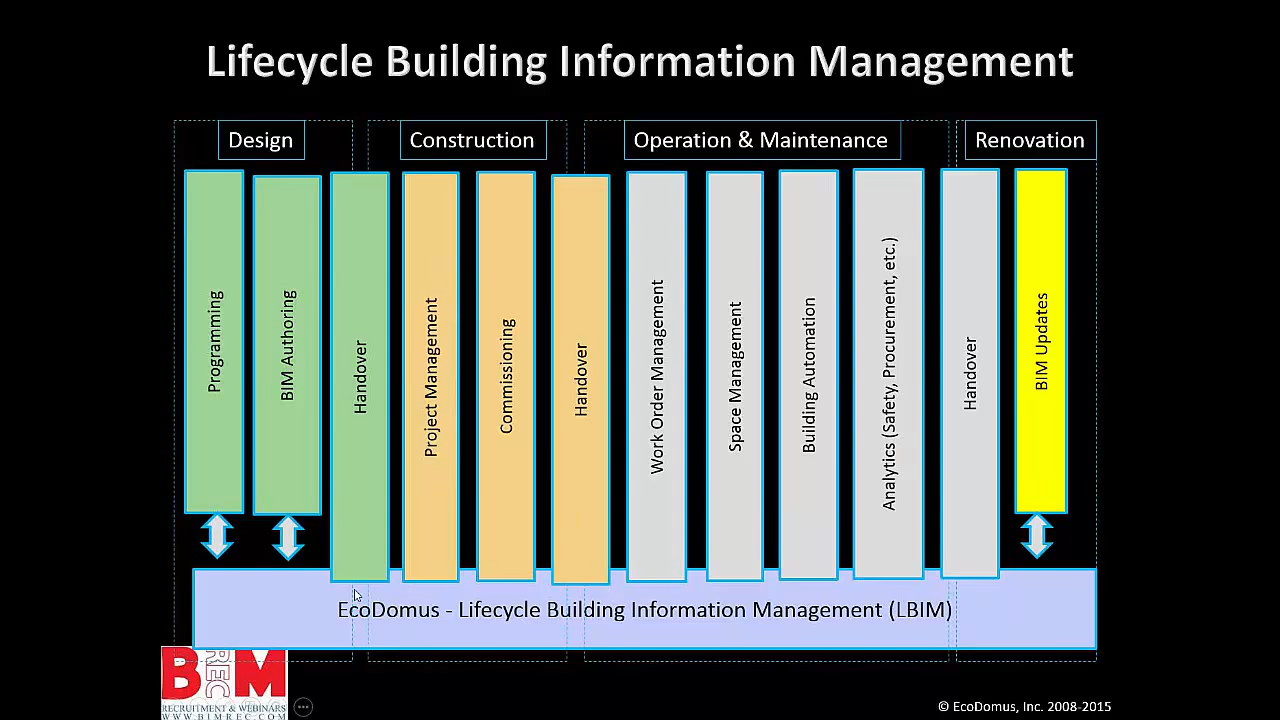 Lifecycle Building Information Management
Design
Construction
Operation & Maintenance
Renovation
Programming
BIM Authoring
Handover
Project Management
Commissioning
Handover
Work Order Management
Space Management
Building Automation
Analytics (Safety, Procurement, etc.)
Handover
BIM Updates
EcoDomus - Lifecycle Building Information Management (LBIM)
BIM
REC
RECRUITMENT & WEBINARS
WWW.BIMREC.COM
© EcoDomus, Inc. 2008-2015